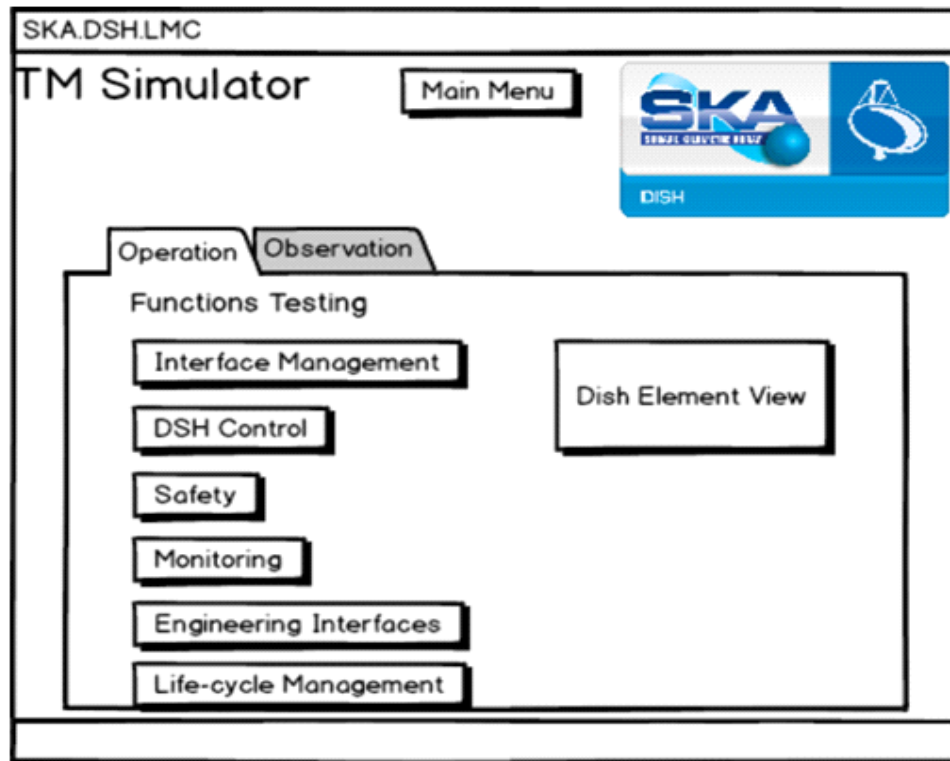 SKA.DSH.LMC
TM Simulator
Main Menu
SKA
DISH
Operation
Observation
Functions Testing
Interface Management
Dish Element View
DSH Control
Safety
Monitoring
Engineering Interfaces
Life-cycle Management